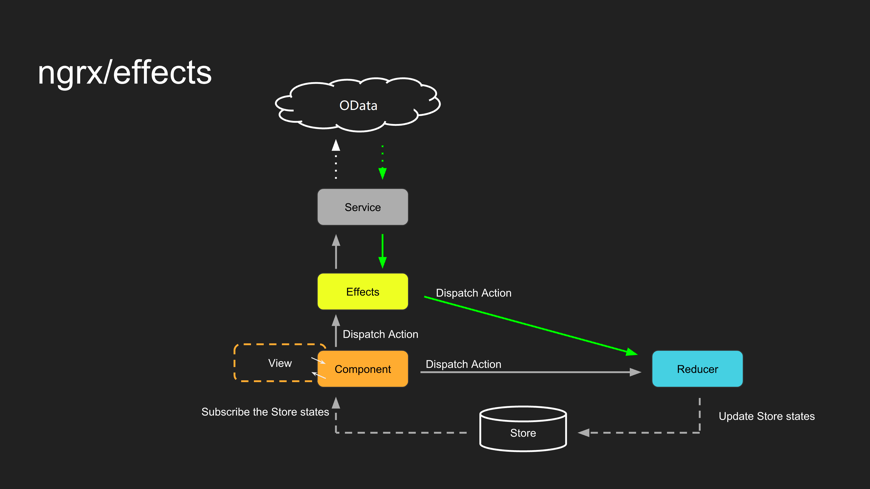 ngrx/effects
OData
Service
Effects
Dispatch Action
Dispatch Action
View
Component
Dispatch Action
Reducer
Subscribe the Store states
Store
Update Store states